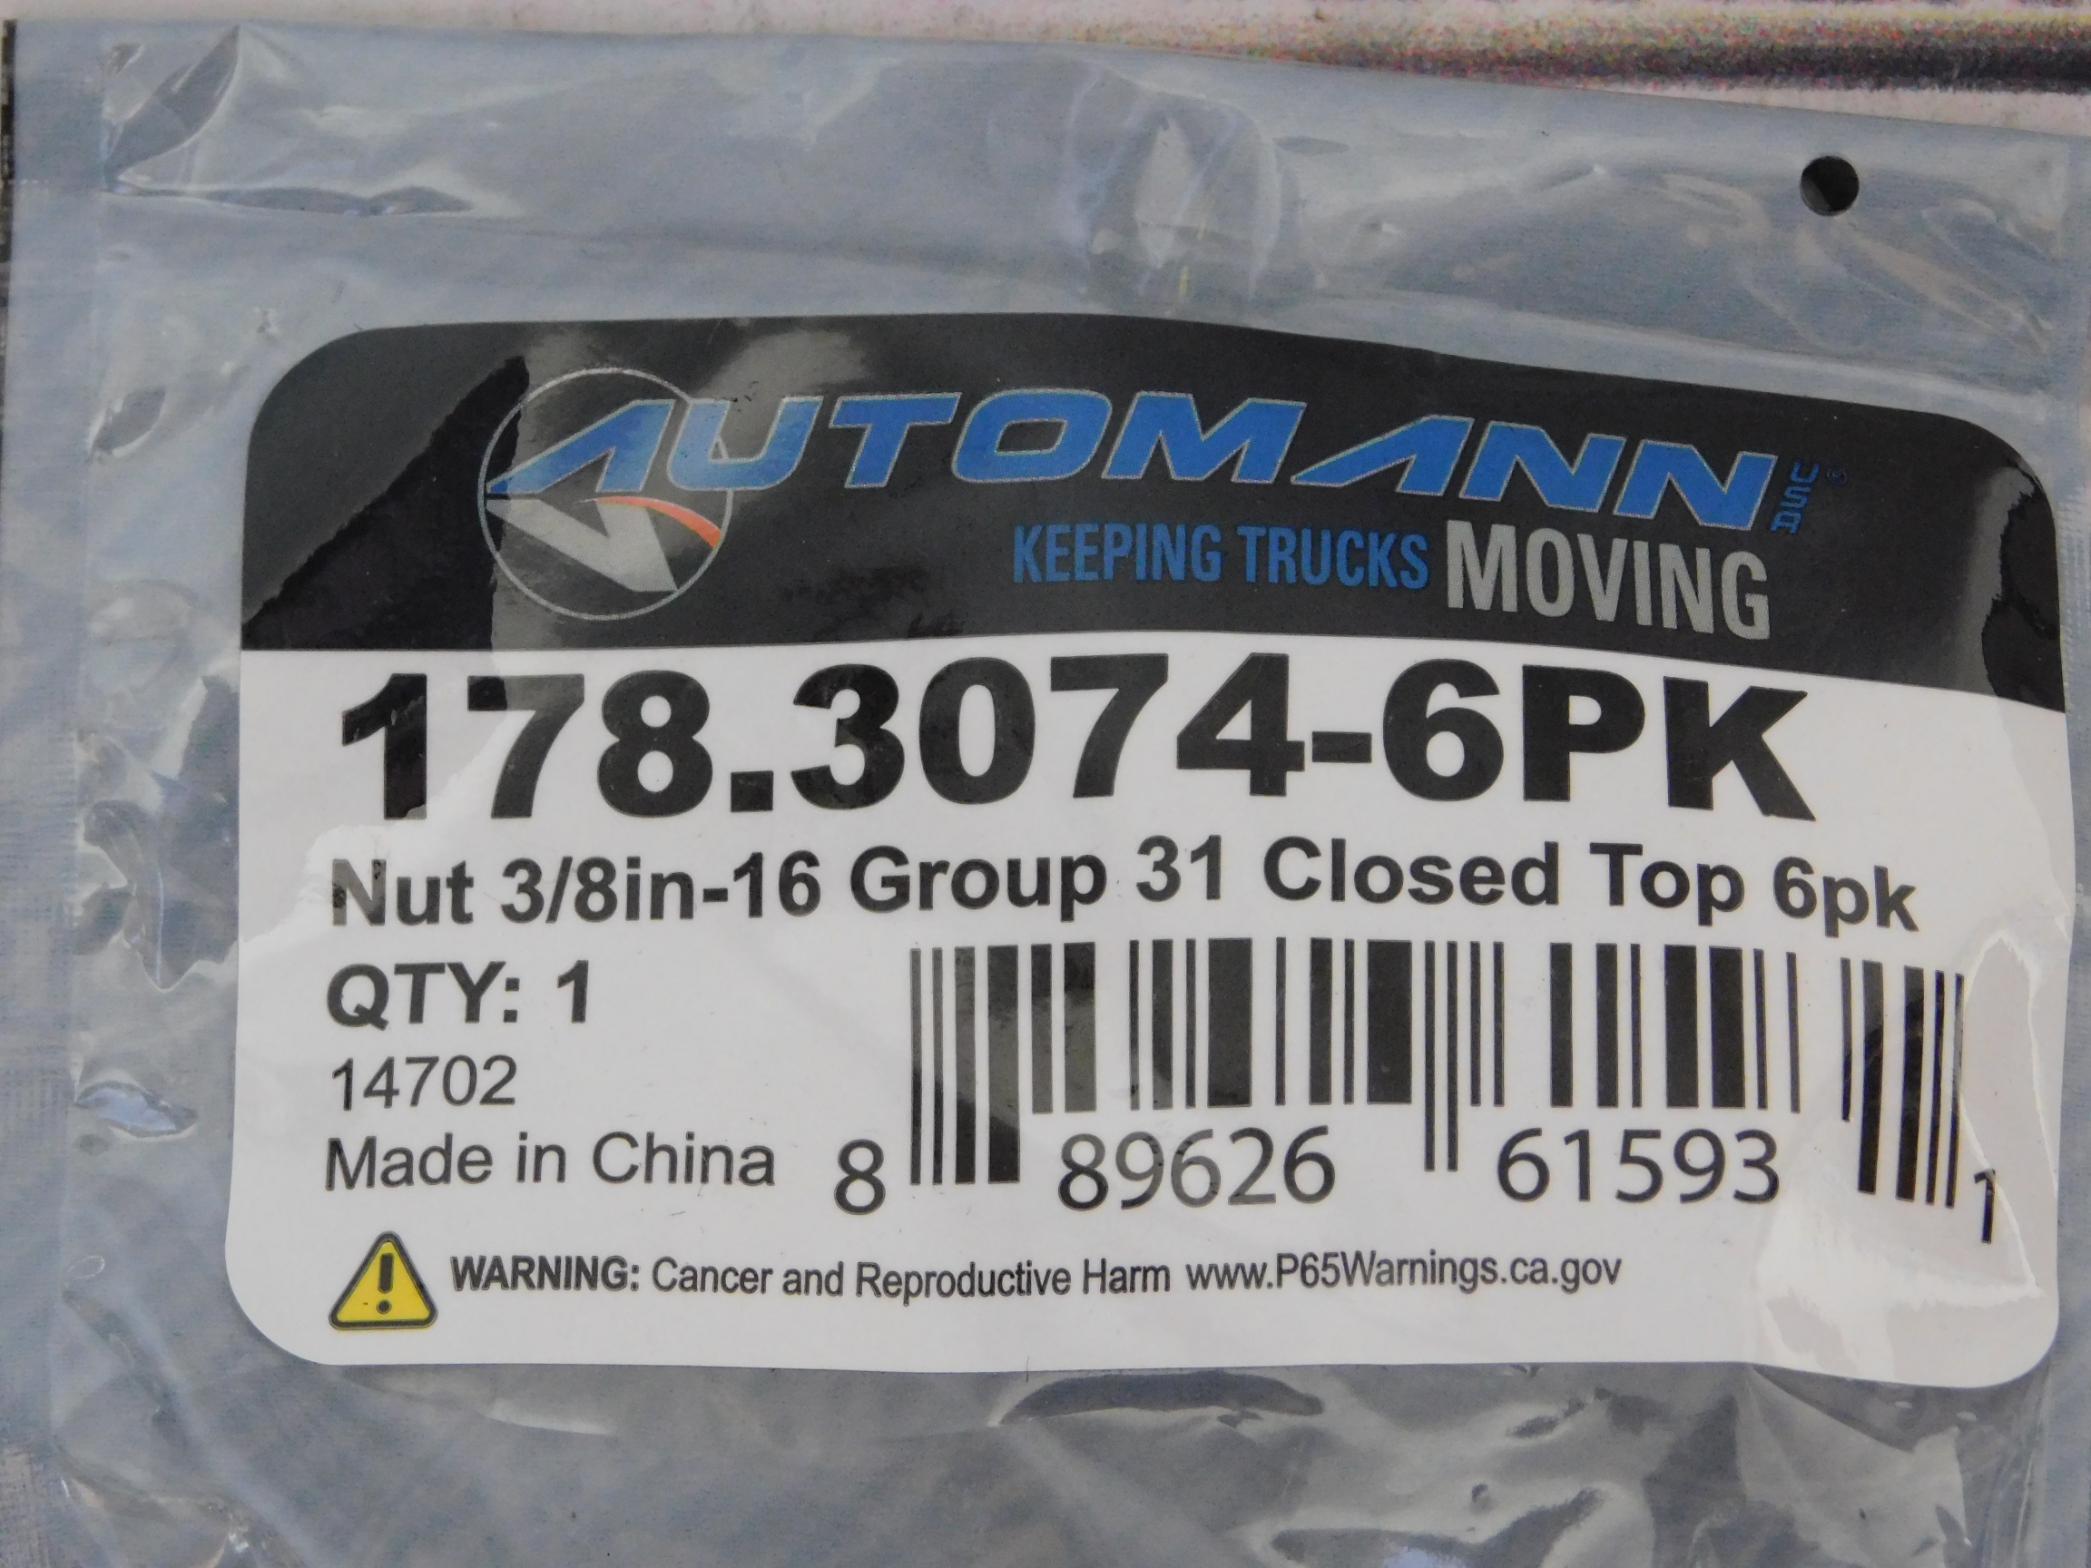 AUTOMANN USA®
KEEPING TRUCKS MOVING
178.3074-6PK
Nut 3/8in-16 Group 31 Closed Top 6pk
QTY: 1
14702
Made in China
8 89626 61593 1
WARNING: Cancer and Reproductive Harm www.P65Warnings.ca.gov